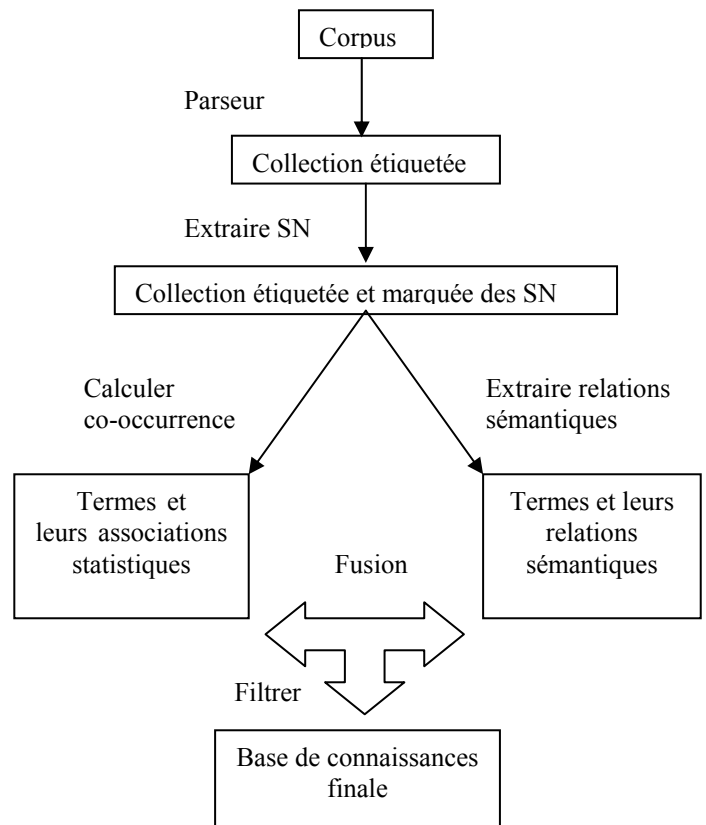 Corpus
Parseur
Collection étiquetée
Extraire SN
Collection étiquetée et marquée des SN
Calculer
co-occurrence
Extraire relations
sémantiques
Termes et
leurs associations
statistiques
Termes et leurs
relations
sémantiques
Fusion
Filtrer
Base de connaissances
finale